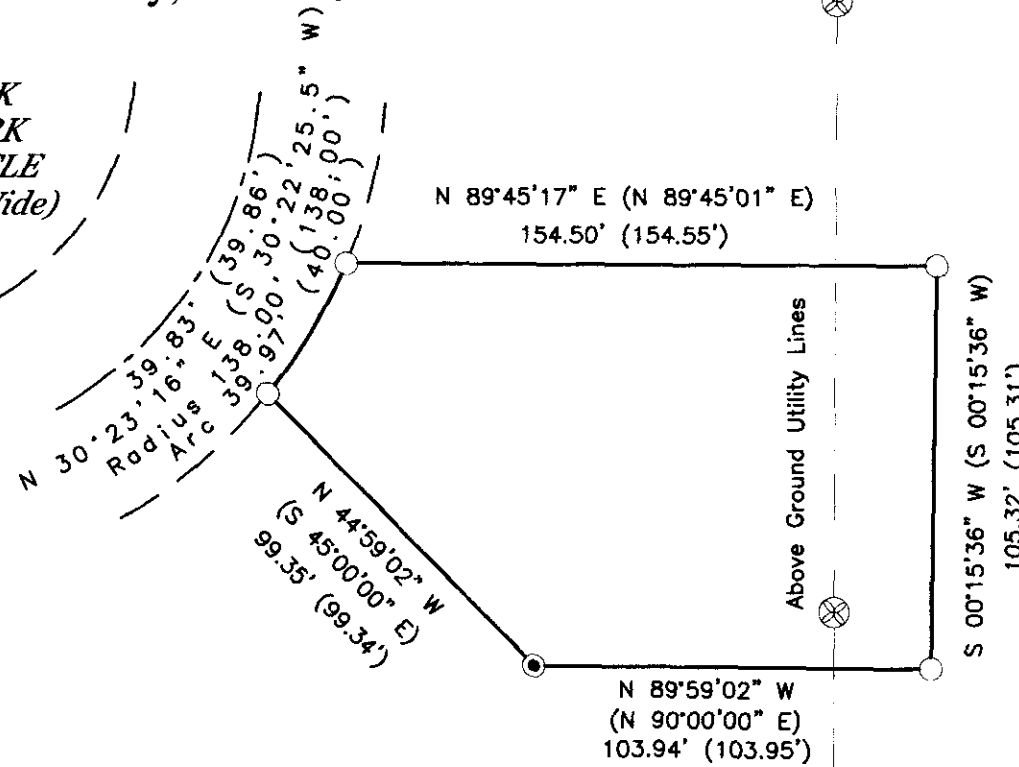 K
RK
CLE
Wide)
N 89°45'17" E (N 89°45'01" E)
154.50' (154.55')
39.83' (39.86')
N 30°23'16" E (S 30°22'25.5" W)
Radius 138.00' (138.00')
Arc 39.97' (40.00')
Above Ground Utility Lines
S 00°15'36" W (S 00°15'36" W)
105.32' (105.31')
N 44°59'02" W
(S 45°00'00" E)
99.35' (99.34')
N 89°59'02" W
(N 90°00'00" E)
103.94' (103.95')